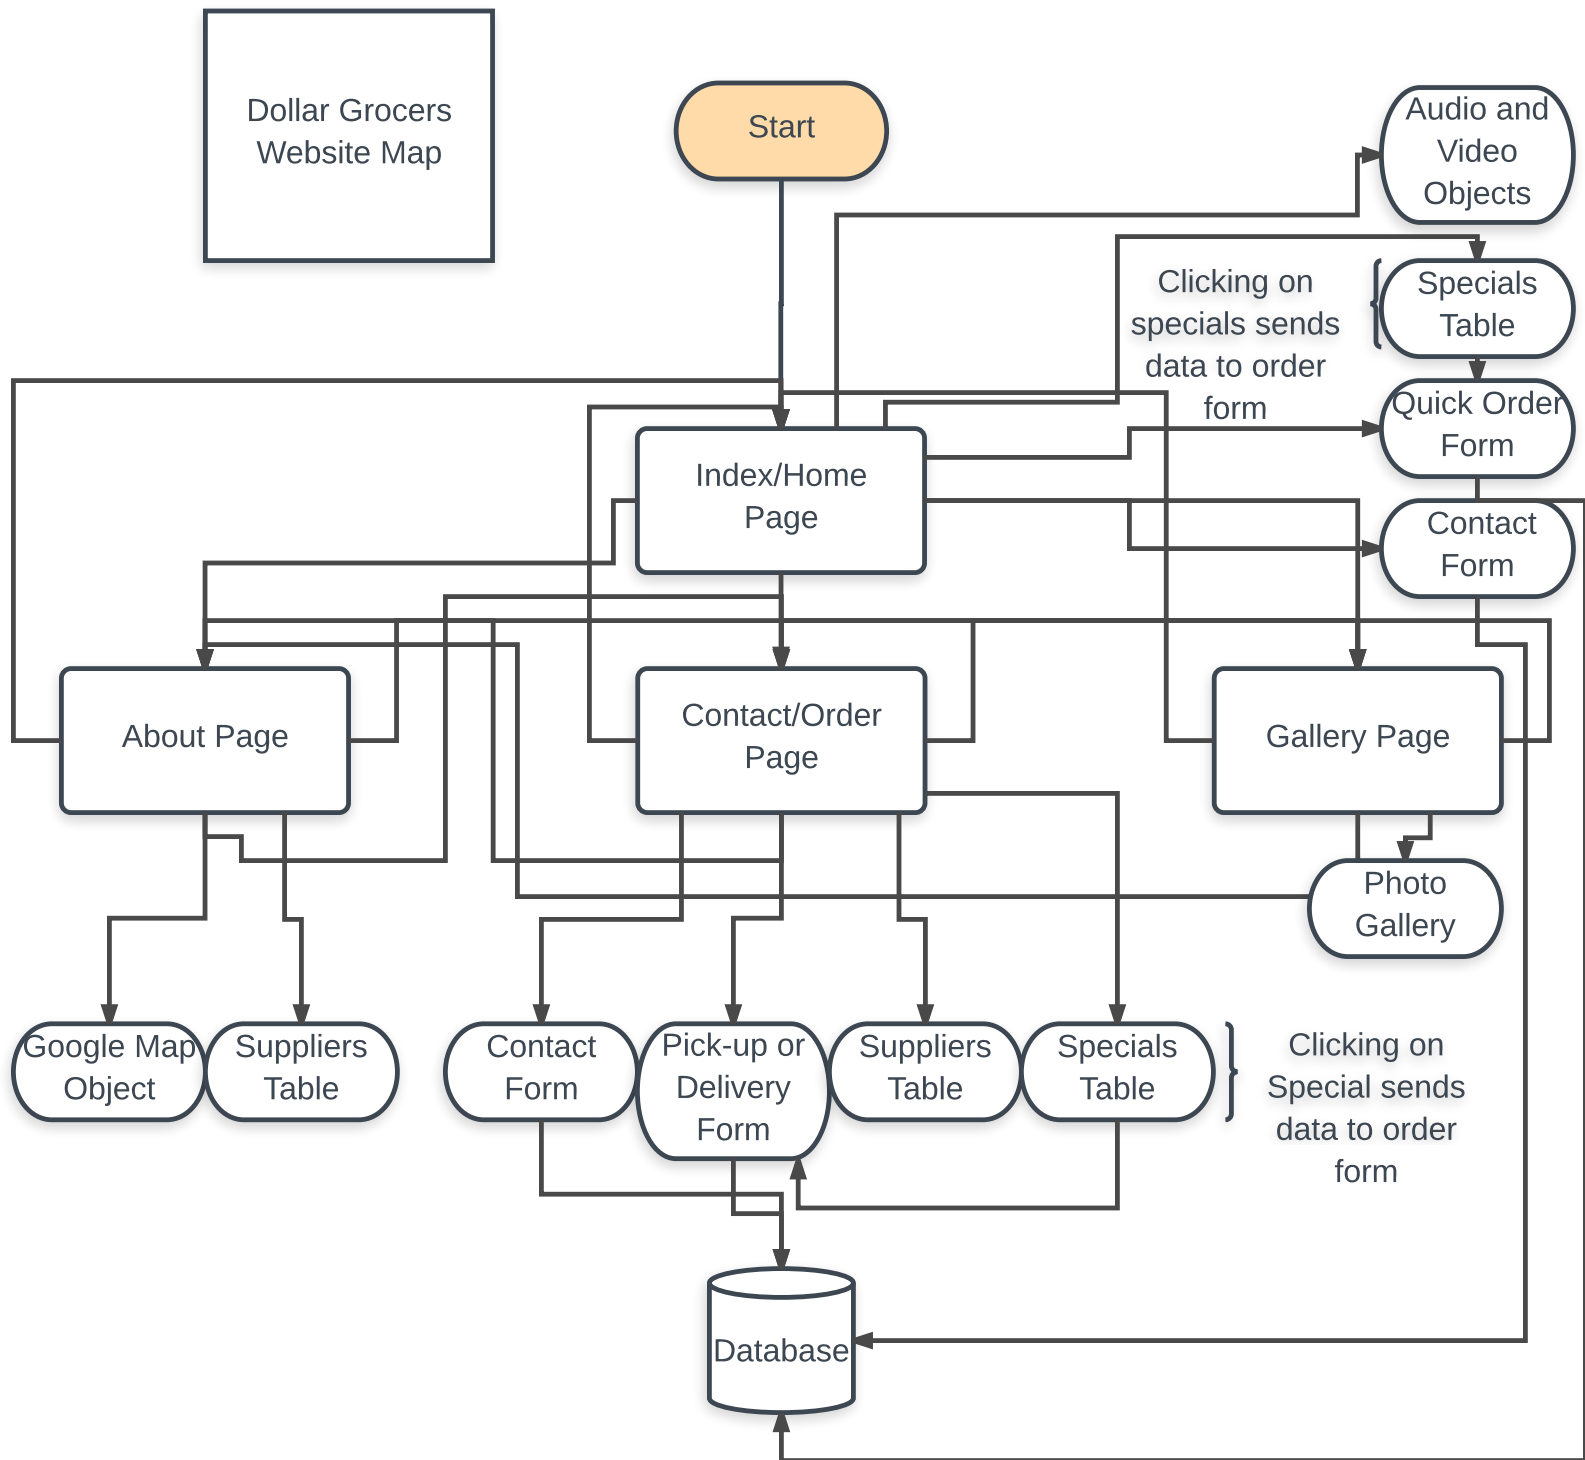 Dollar Grocers
Website Map
Start
Audio and
Video
Objects
Clicking on
specials sends
data to order
form
Specials
Table
Quick Order
Form
Index/Home
Page
Contact
Form
About Page
Contact/Order
Page
Gallery Page
Photo
Gallery
Google Map
Object
Suppliers
Table
Contact
Form
Pick-up or
Delivery
Form
Suppliers
Table
Specials
Table
Clicking on
Special sends
data to order
form
Database